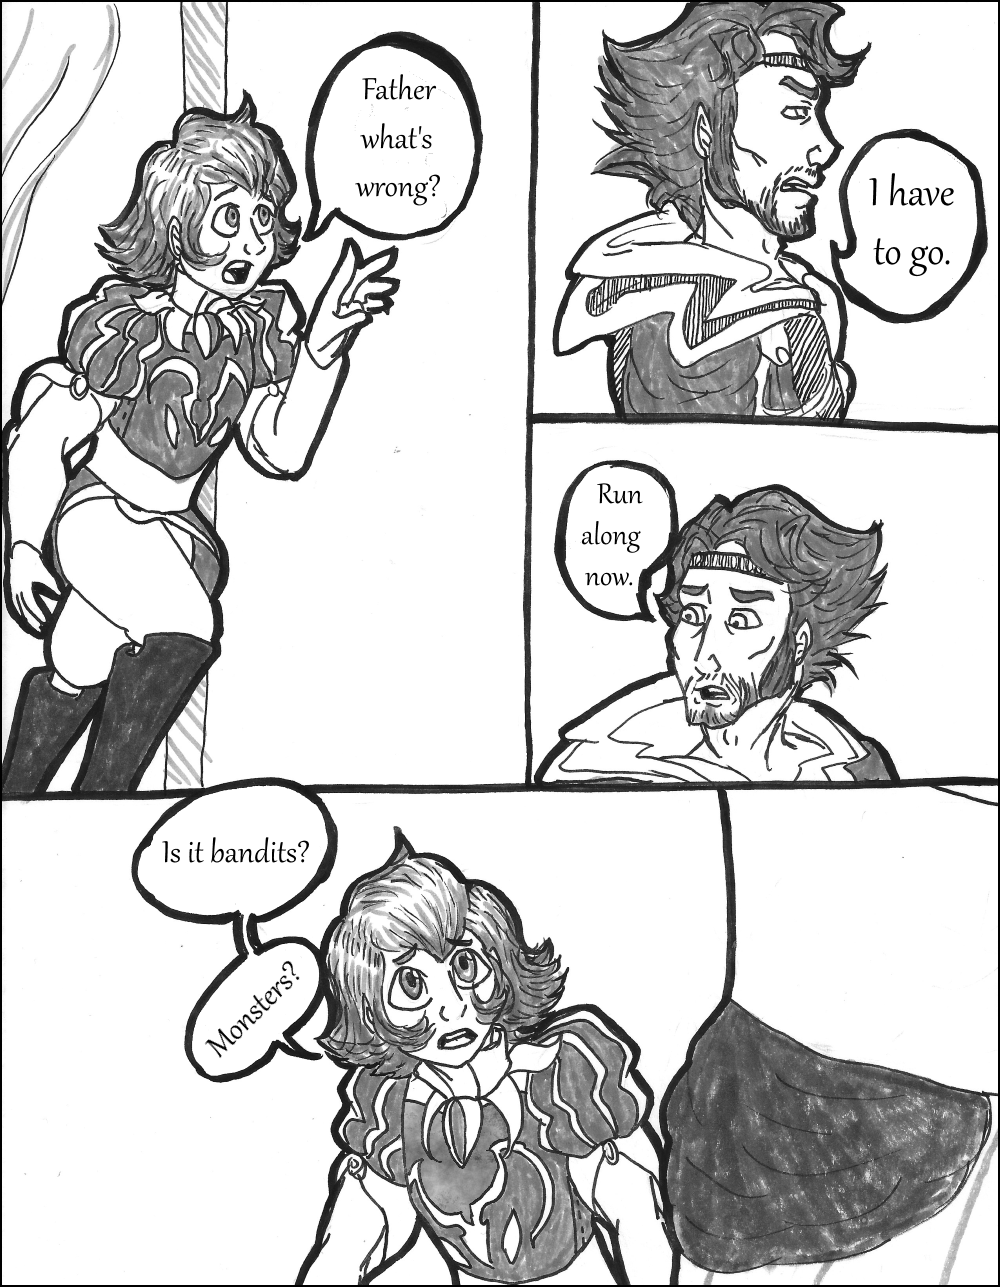 Father
what's
wrong?
I have
to go.
Run
along
now.
Is it bandits?
Monsters?